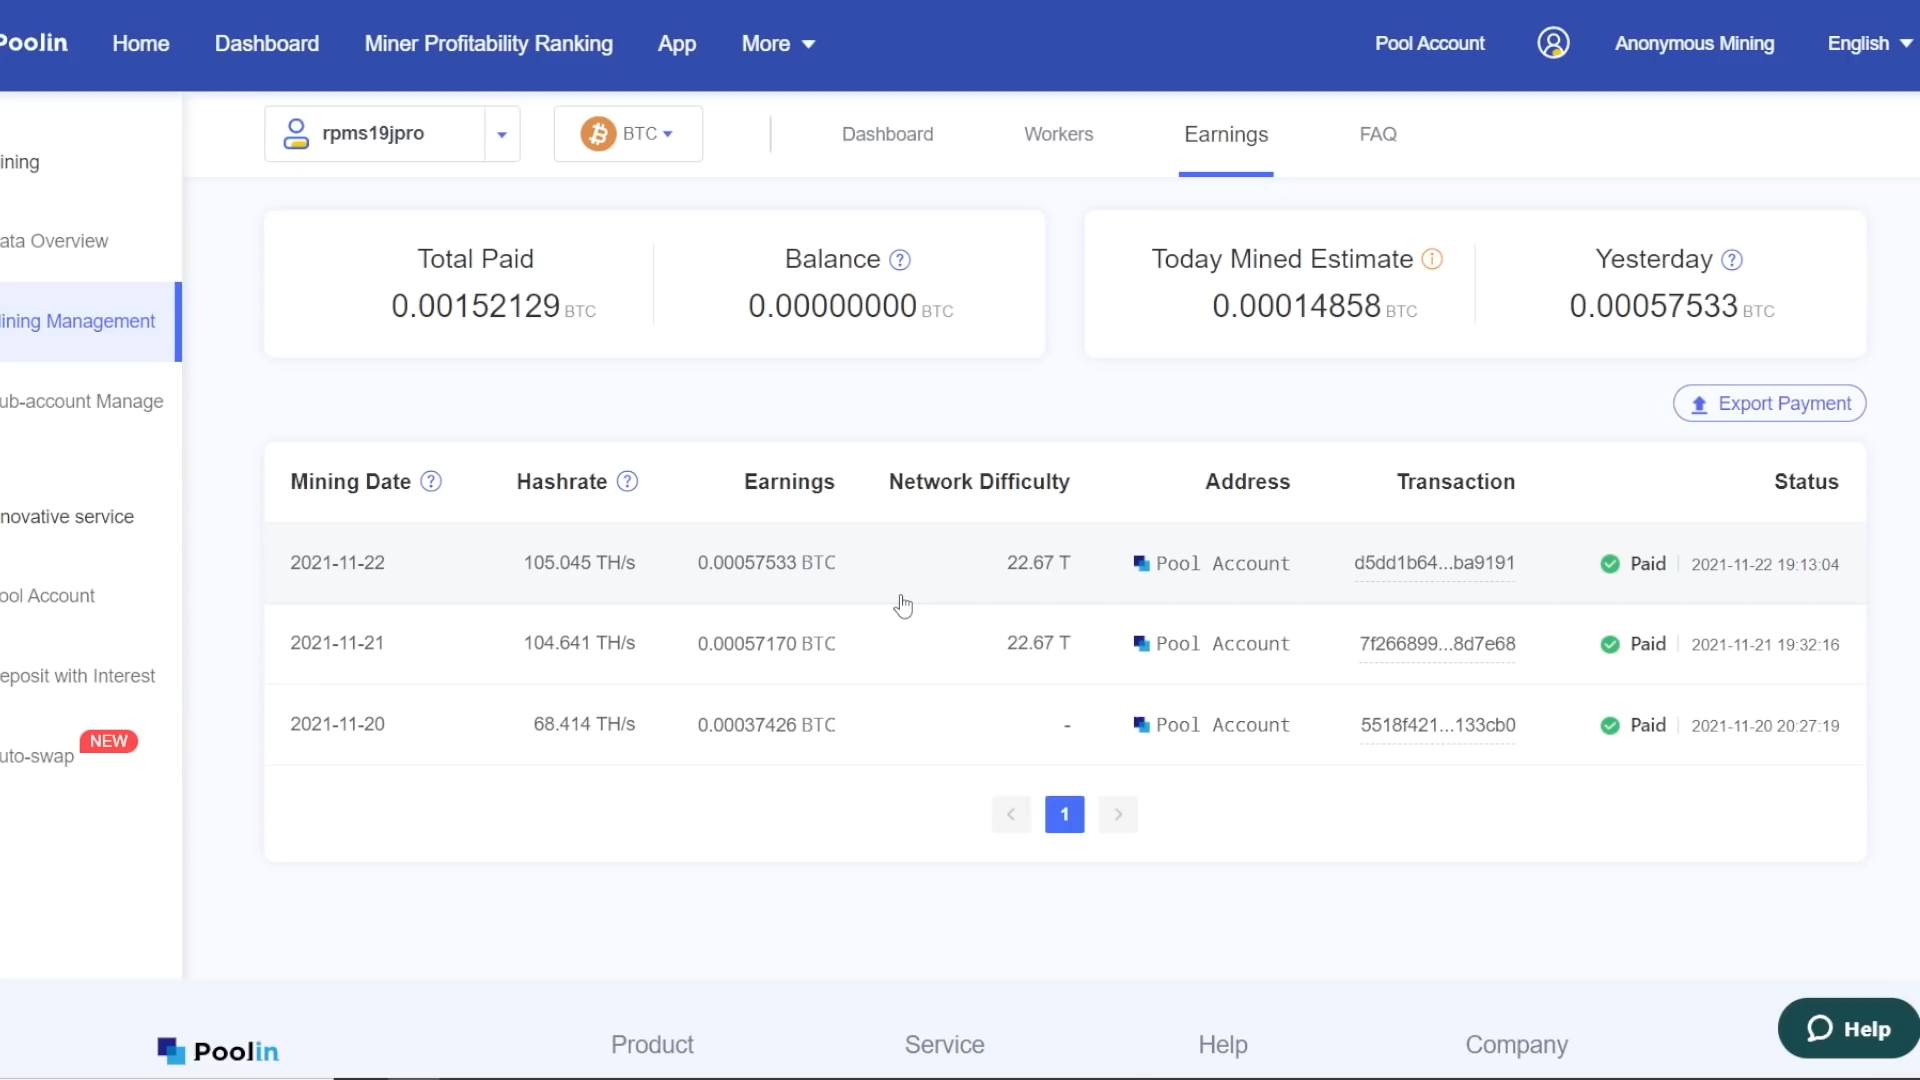 Poolin Home Dashboard Miner Profitability Ranking App More Pool Account Anonymous Mining English
rpms19jpro BTC Dashboard Workers Earnings FAQ
ining
ata Overview
ining Management
ub-account Manage
novative service
ool Account
eposit with Interest
uto-swap NEW
Total Paid Balance ? Today Mined Estimate i Yesterday ?
0.00152129 BTC 0.00000000 BTC 0.00014858 BTC 0.00057533 BTC
Export Payment
Mining Date ? Hashrate ? Earnings Network Difficulty Address Transaction Status
2021-11-22 105.045 TH/s 0.00057533 BTC 22.67 T Pool Account d5dd1b64...ba9191 Paid 2021-11-22 19:13:04
2021-11-21 104.641 TH/s 0.00057170 BTC 22.67 T Pool Account 7f266899...8d7e68 Paid 2021-11-21 19:32:16
2021-11-20 68.414 TH/s 0.00037426 BTC - Pool Account 5518f421...133cb0 Paid 2021-11-20 20:27:19
< 1 >
Poolin Product Service Help Company
Help